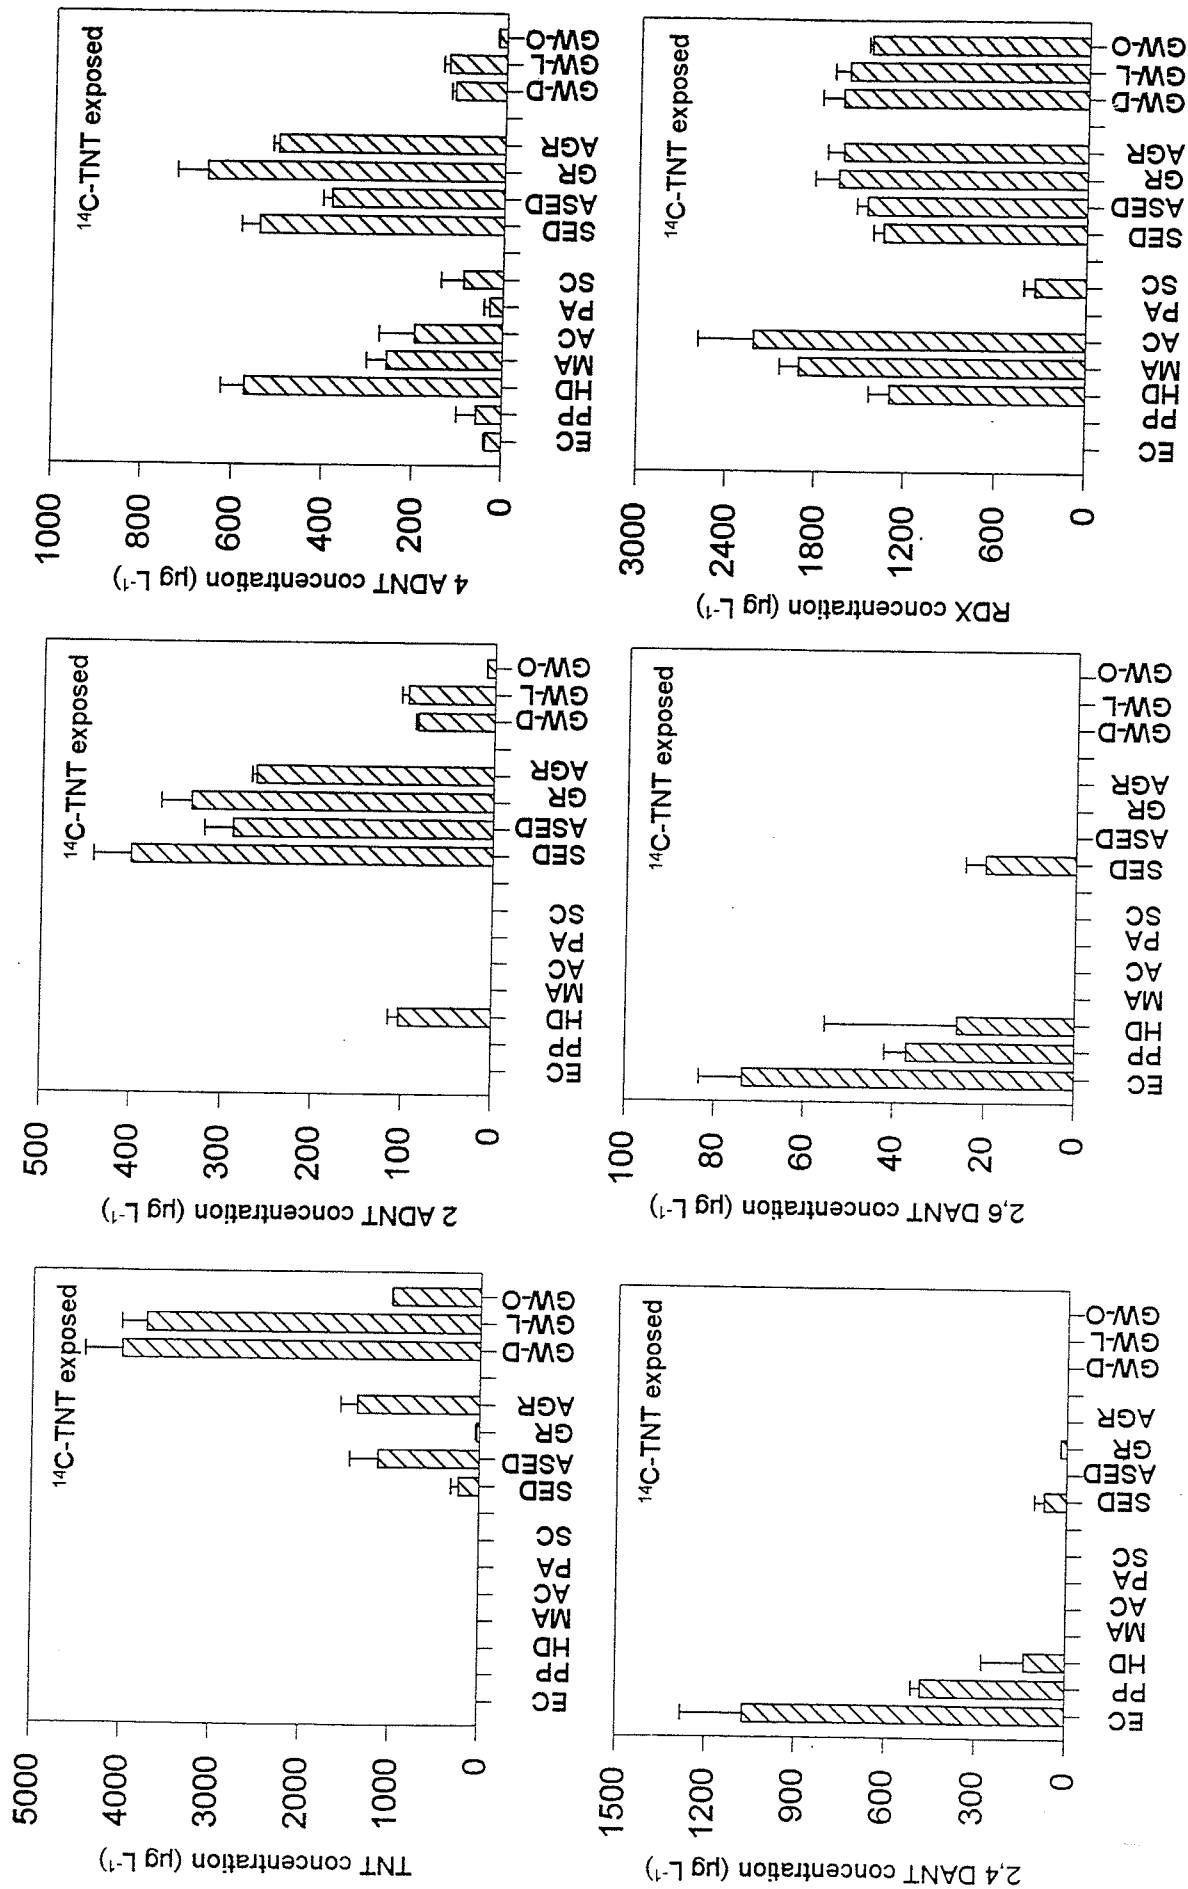 TNT concentration (µg L-1)
5000
4000
3000
2000
1000
0
14C-TNT exposed
EC
PP
HD
MA
AC
PA
SC
SED
ASED
GR
AGR
GW-D
GW-L
GW-O
2 ADNT concentration (µg L-1)
500
400
300
200
100
0
14C-TNT exposed
EC
PP
HD
MA
AC
PA
SC
SED
ASED
GR
AGR
GW-D
GW-L
GW-O
4 ADNT concentration (µg L-1)
1000
800
600
400
200
0
14C-TNT exposed
EC
PP
HD
MA
AC
PA
SC
SED
ASED
GR
AGR
GW-D
GW-L
GW-O
2,4 DANT concentration (µg L-1)
1500
1200
900
600
300
0
14C-TNT exposed
EC
PP
HD
MA
AC
PA
SC
SED
ASED
GR
AGR
GW-D
GW-L
GW-O
2,6 DANT concentration (µg L-1)
100
80
60
40
20
0
14C-TNT exposed
EC
PP
HD
MA
AC
PA
SC
SED
ASED
GR
AGR
GW-D
GW-L
GW-O
RDX concentration (µg L-1)
3000
2400
1800
1200
600
0
14C-TNT exposed
EC
PP
HD
MA
AC
PA
SC
SED
ASED
GR
AGR
GW-D
GW-L
GW-O